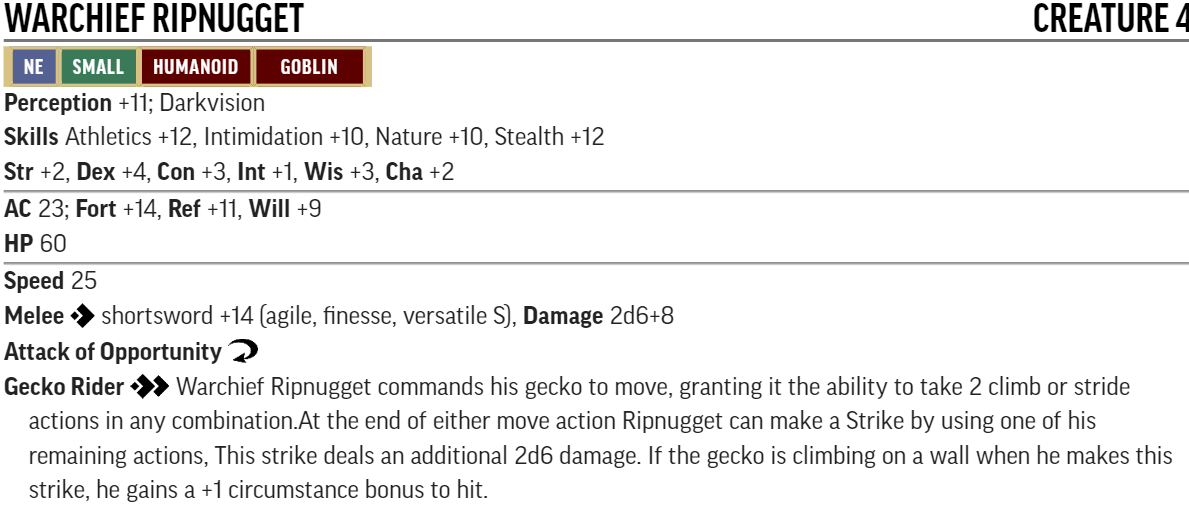 WARCHIEF RIPNUGGET CREATURE 4
NE SMALL HUMANOID GOBLIN
Perception +11; Darkvision
Skills Athletics +12, Intimidation +10, Nature +10, Stealth +12
Str +2, Dex +4, Con +3, Int +1, Wis +3, Cha +2
AC 23; Fort +14, Ref +11, Will +9
HP 60
Speed 25
Melee shortsword +14 (agile, finesse, versatile S), Damage 2d6+8
Attack of Opportunity
Gecko Rider Warchief Ripnugget commands his gecko to move, granting it the ability to take 2 climb or stride
actions in any combination.At the end of either move action Ripnugget can make a Strike by using one of his
remaining actions, This strike deals an additional 2d6 damage. If the gecko is climbing on a wall when he makes this
strike, he gains a +1 circumstance bonus to hit.